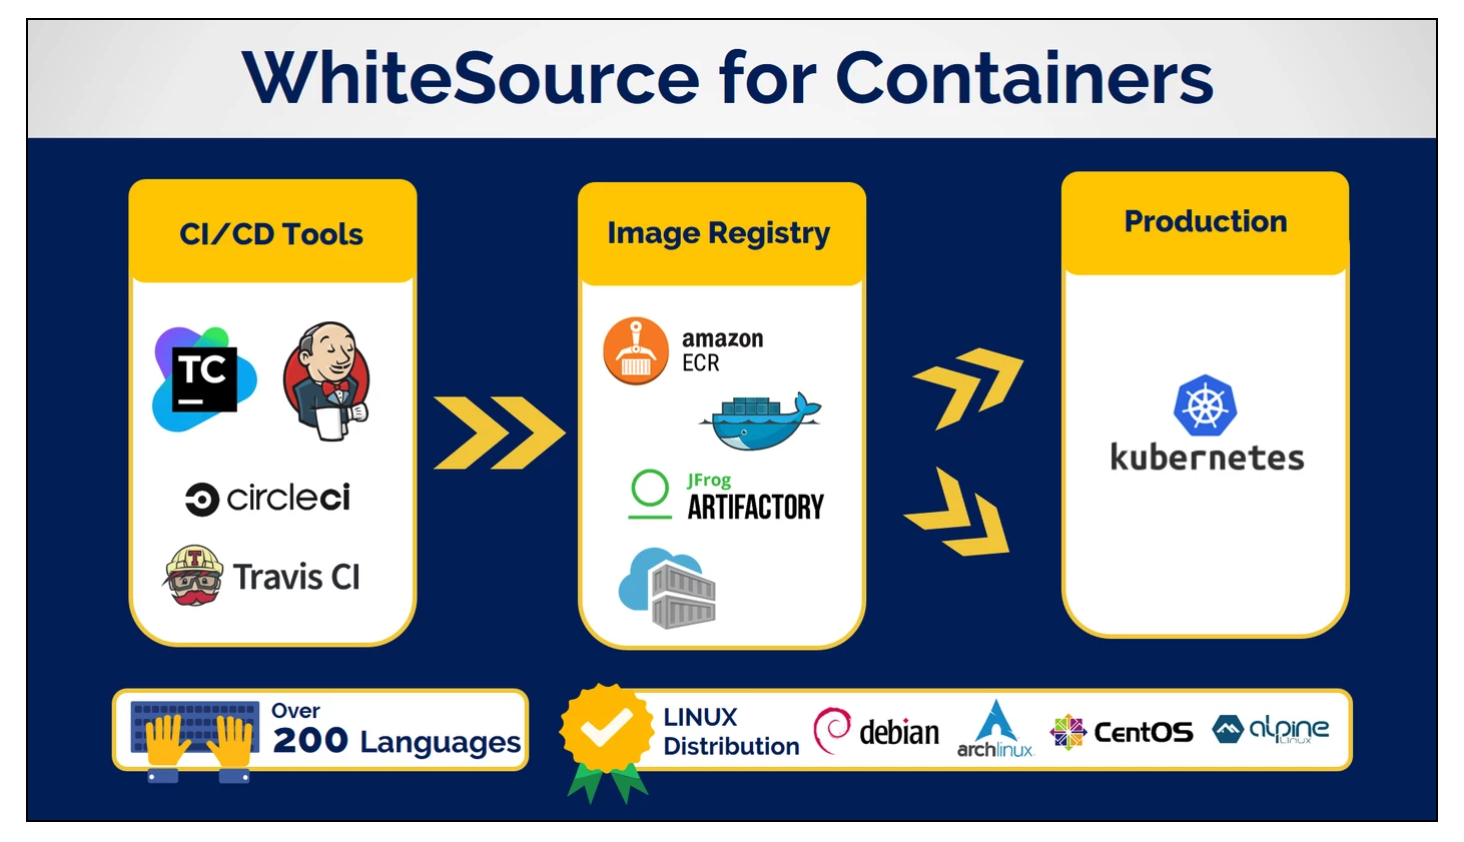 WhiteSource for Containers
CI/CD Tools
TC
circleci
T
Travis CI
Image Registry
amazon
ECR
JFrog
ARTIFACTORY
Production
kubernetes
Over
200 Languages
LINUX
Distribution
debian
archlinux
CentOS
alpine
Linux